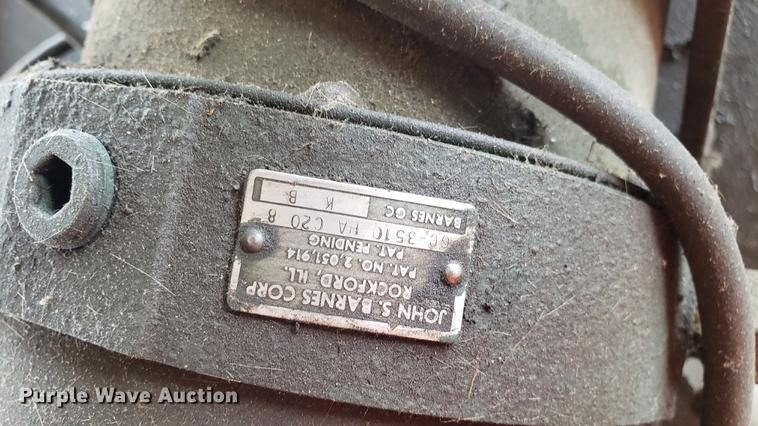 JOHN S. BARNES CORP
ROCKFORD, ILL.
PAT. NO. 2,051,914
PAT. PENDING
GC-3510 HA C20 B
BARNES GC
K B
Purple Wave Auction